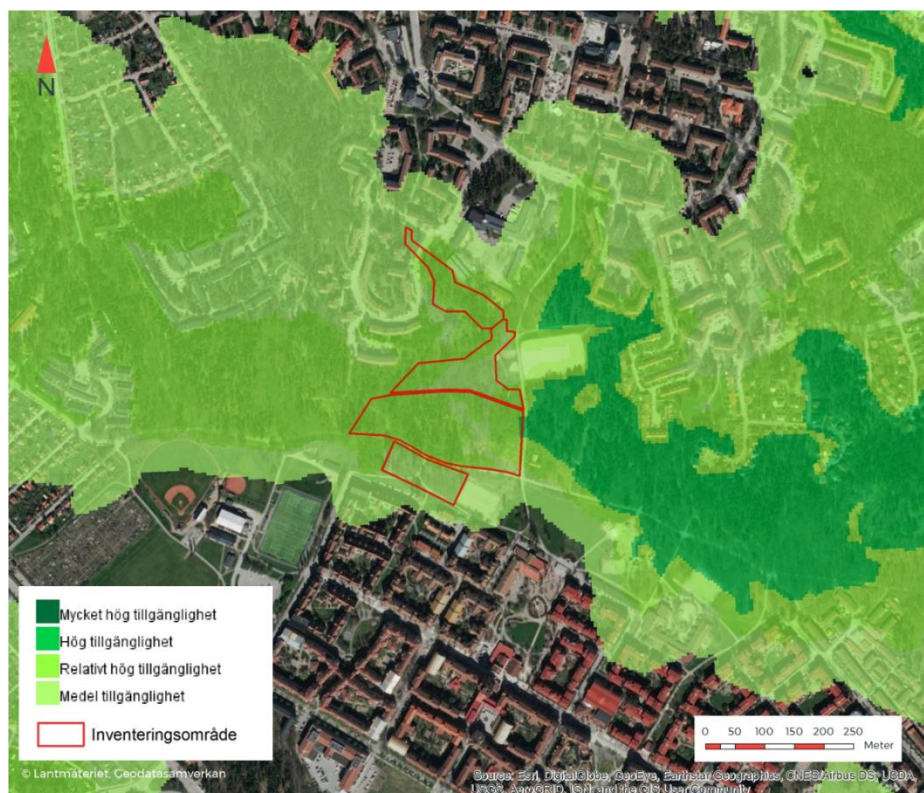 N
Mycket hög tillgänglighet
Hög tillgänglighet
Relativt hög tillgänglighet
Medel tillgänglighet
Inventeringsområde
0 50 100 150 200 250
Meter
© Lantmäteriet, Geodatasamverkan
Source: Esri, DigitalGlobe, GeoEye, Earthstar Geographics, CNES/Airbus DS, USDA,
USGS, AeroGRID, IGN, and the GIS User Community